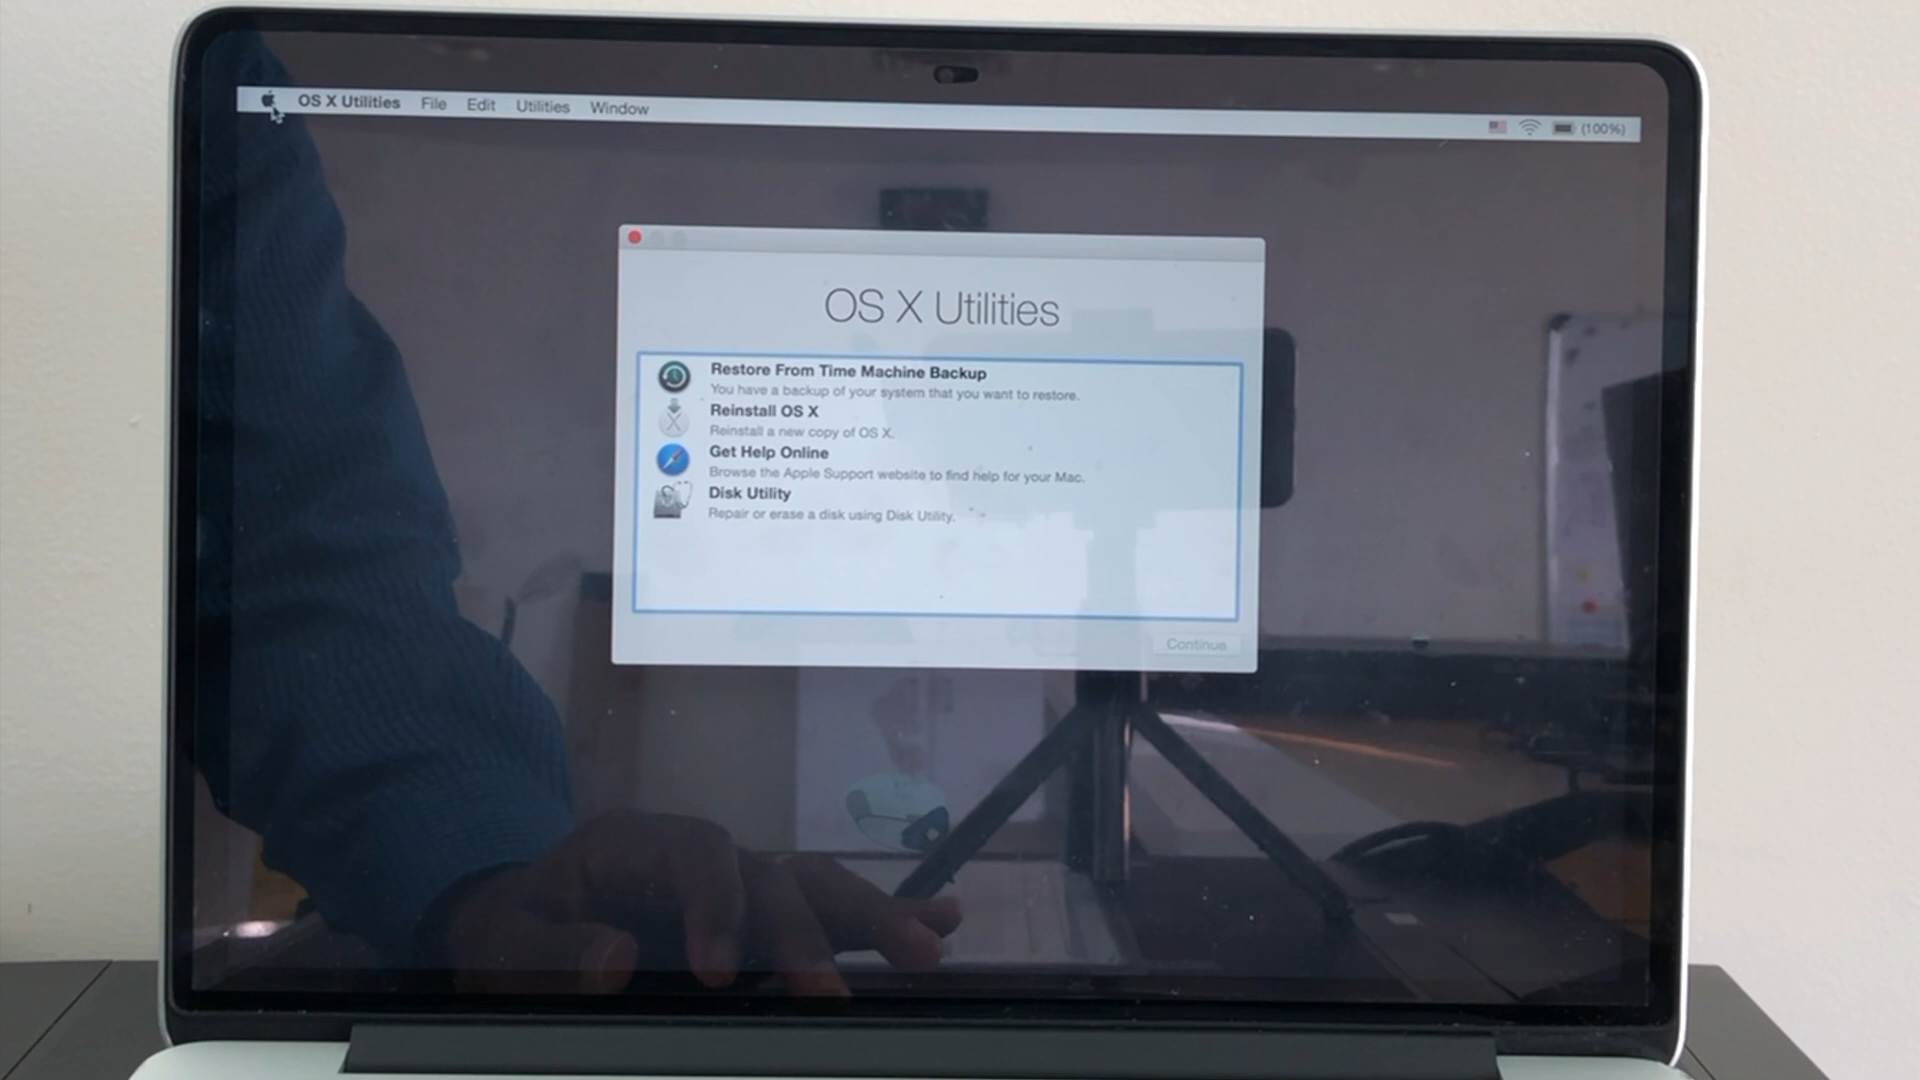 OS X Utilities File Edit Utilities Window
(100%)
OS X Utilities
Restore From Time Machine Backup
You have a backup of your system that you want to restore.
Reinstall OS X
Reinstall a new copy of OS X.
Get Help Online
Browse the Apple Support website to find help for your Mac.
Disk Utility
Repair or erase a disk using Disk Utility.
Continue